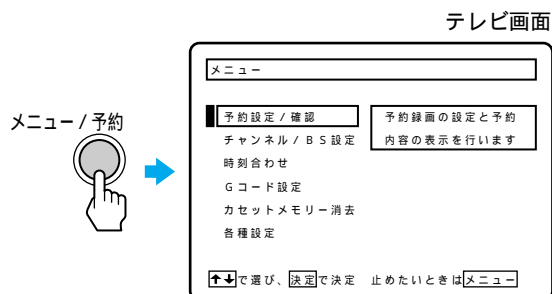 テレビ画面
メニュー
メニュー / 予約
予約設定 / 確認
予約録画の設定と予約
内容の表示を行います
チャンネル / BS設定
時刻合わせ
Gコード設定
カセットメモリー消去
各種設定
↑↓で選び、決定で決定 止めたいときはメニュー